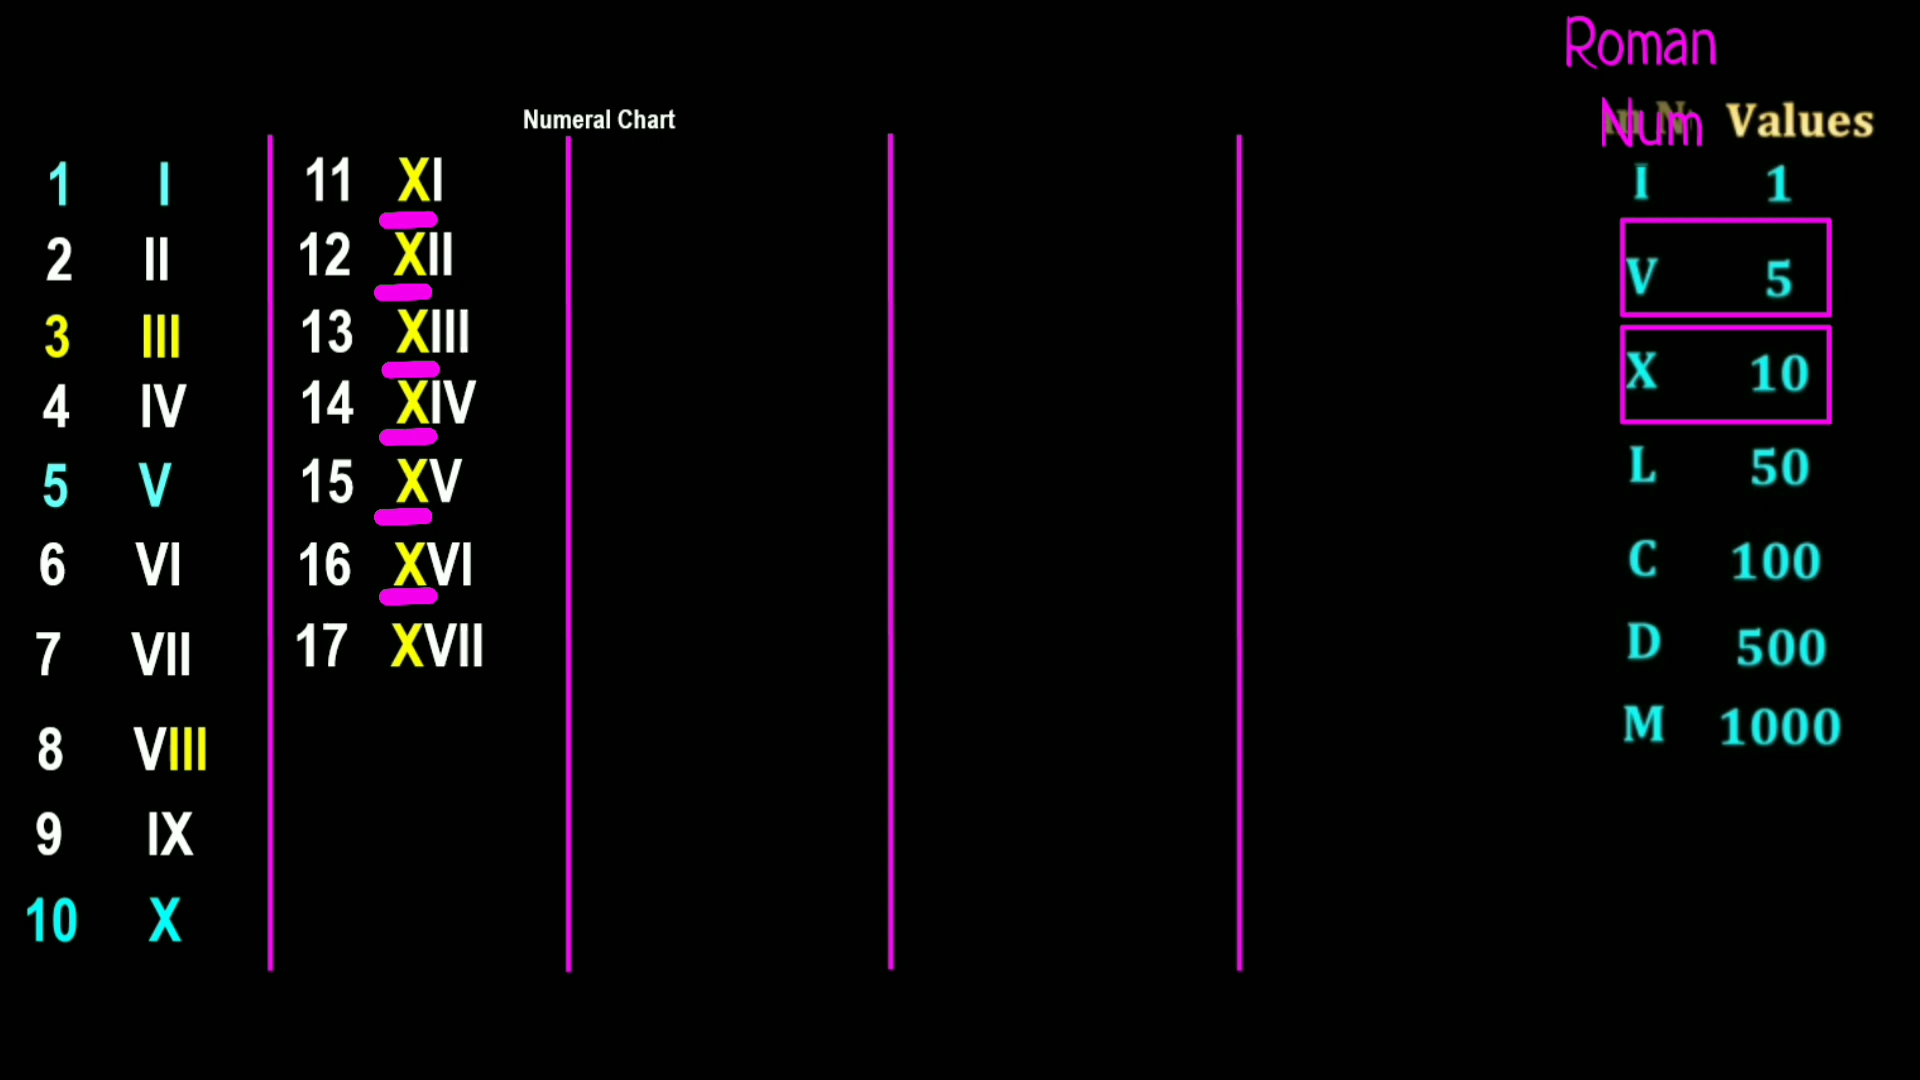 Numeral Chart
1 I
2 II
3 III
4 IV
5 V
6 VI
7 VII
8 VIII
9 IX
10 X
11 XI
12 XII
13 XIII
14 XIV
15 XV
16 XVI
17 XVII
Roman
Num Values
I 1
V 5
X 10
L 50
C 100
D 500
M 1000